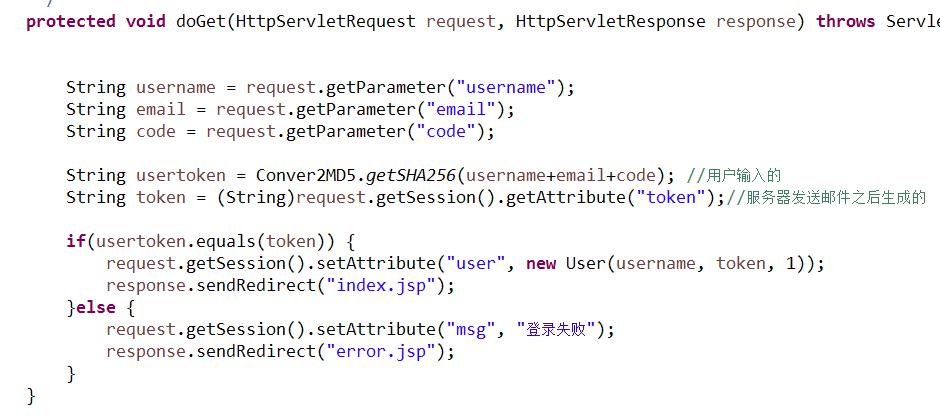 protected void doGet(HttpServletRequest request, HttpServletResponse response) throws Servle
String username = request.getParameter("username");
String email = request.getParameter("email");
String code = request.getParameter("code");
String usertoken = Conver2MD5.getSHA256(username+email+code); //用户输入的
String token = (String)request.getSession().getAttribute("token");//服务器发送邮件之后生成的
if(usertoken.equals(token)) {
request.getSession().setAttribute("user", new User(username, token, 1));
response.sendRedirect("index.jsp");
}else {
request.getSession().setAttribute("msg", "登录失败");
response.sendRedirect("error.jsp");
}
}